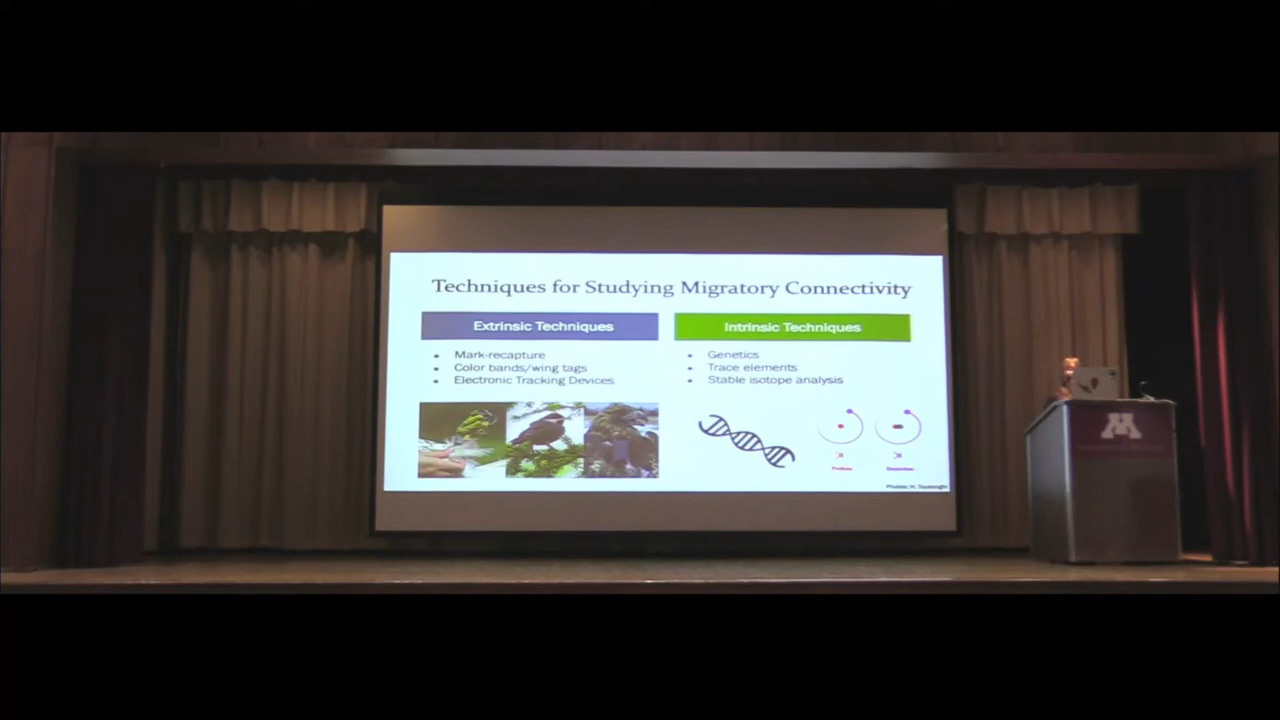 Techniques for Studying Migratory Connectivity
Extrinsic Techniques
• Mark-recapture
• Color bands/wing tags
• Electronic Tracking Devices
Intrinsic Techniques
• Genetics
• Trace elements
• Stable isotope analysis
M